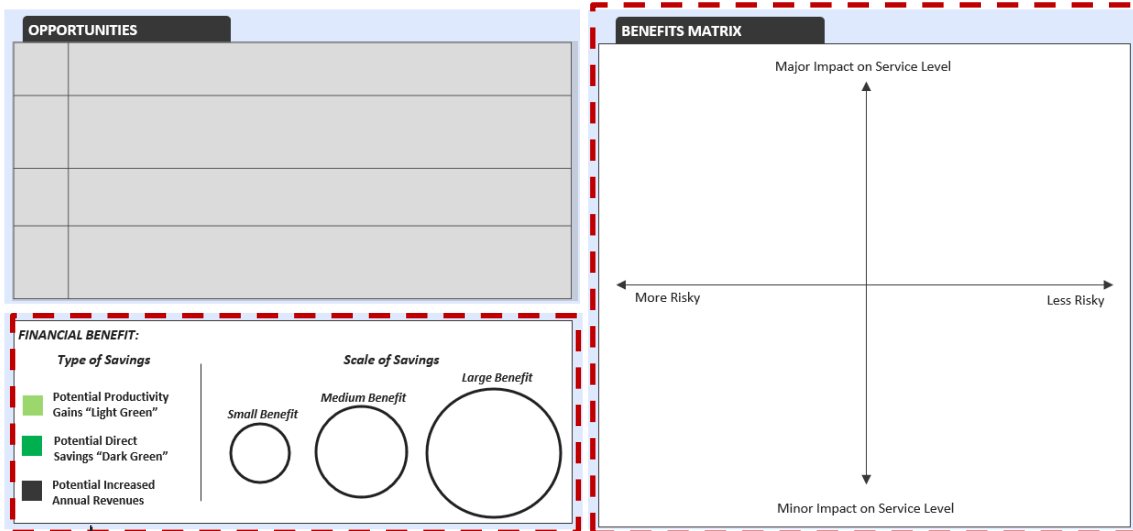 OPPORTUNITIES
BENEFITS MATRIX
Major Impact on Service Level
More Risky
Less Risky
Minor Impact on Service Level
FINANCIAL BENEFIT:
Type of Savings
Potential Productivity
Gains “Light Green”
Potential Direct
Savings “Dark Green”
Potential Increased
Annual Revenues
Scale of Savings
Small Benefit
Medium Benefit
Large Benefit